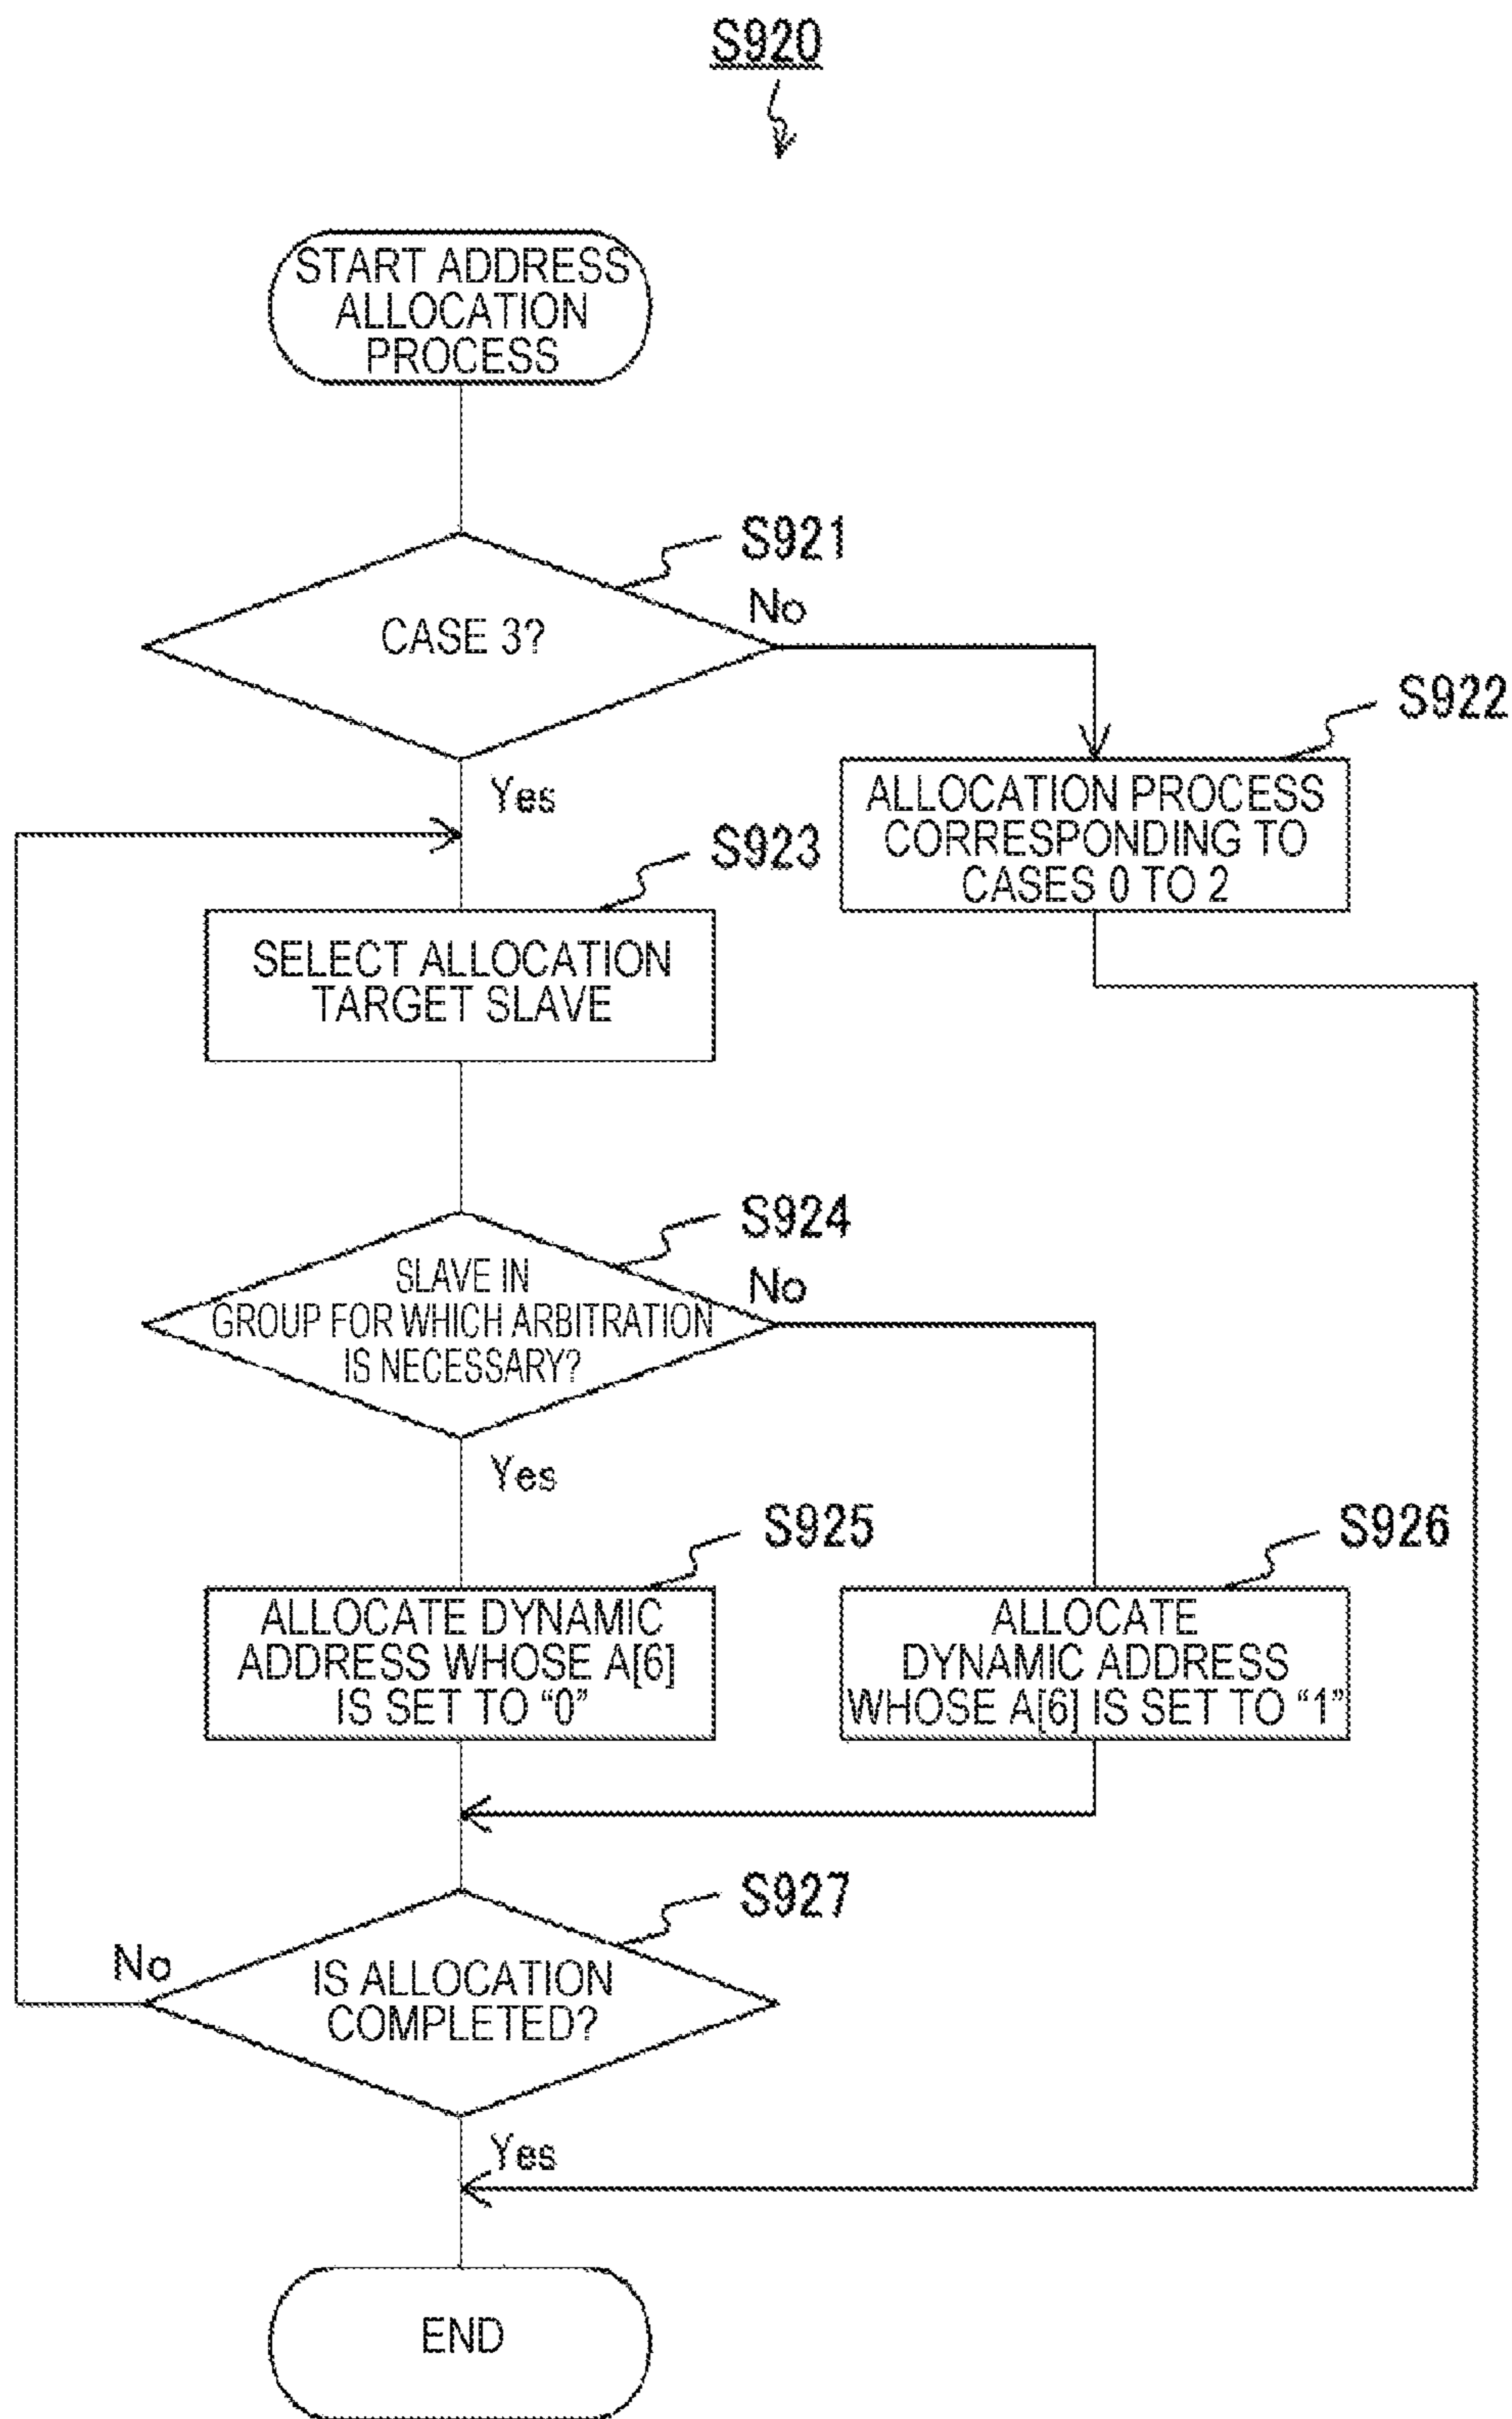 S920
START ADDRESS
ALLOCATION
PROCESS
S921
CASE 3?
No
Yes
S922
ALLOCATION PROCESS
CORRESPONDING TO
CASES 0 TO 2
S923
SELECT ALLOCATION
TARGET SLAVE
S924
SLAVE IN
GROUP FOR WHICH ARBITRATION
IS NECESSARY?
No
Yes
S925
ALLOCATE DYNAMIC
ADDRESS WHOSE A[6]
IS SET TO “0”
S926
ALLOCATE
DYNAMIC ADDRESS
WHOSE A[6] IS SET TO “1”
S927
IS ALLOCATION
COMPLETED?
No
Yes
END